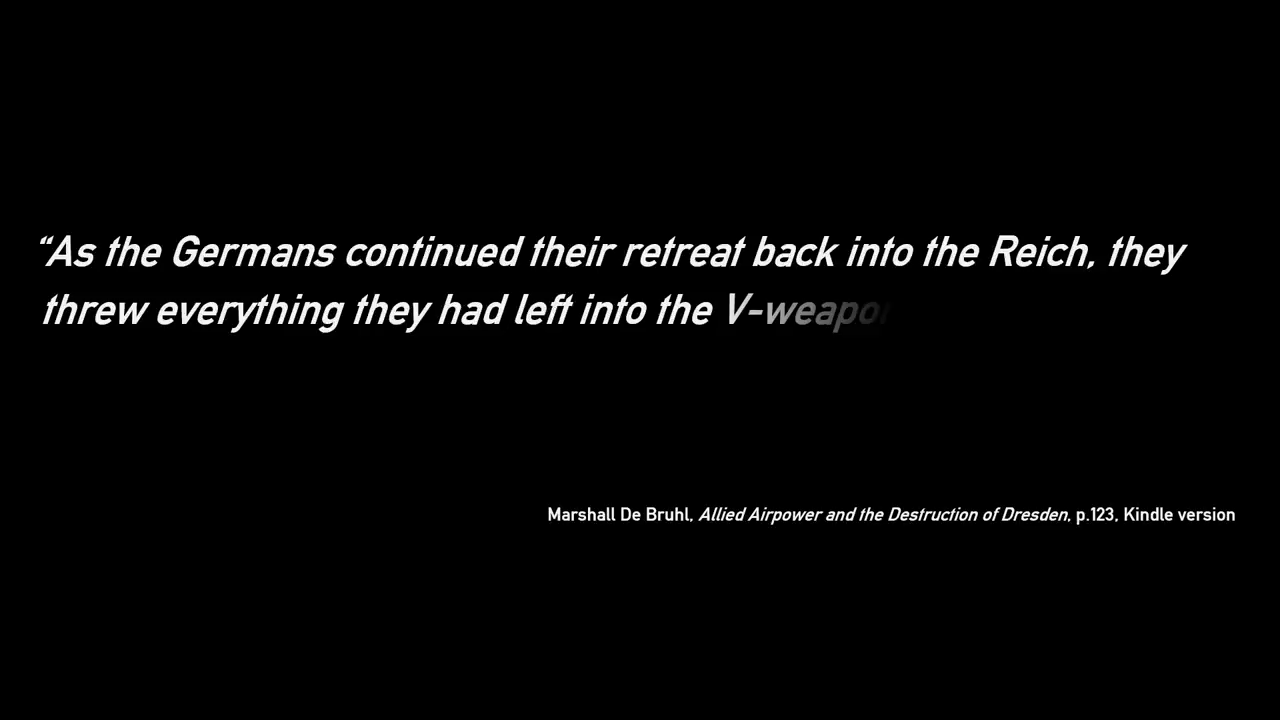 “As the Germans continued their retreat back into the Reich, they
threw everything they had left into the V-weapon
Marshall De Bruhl, Allied Airpower and the Destruction of Dresden, p.123, Kindle version